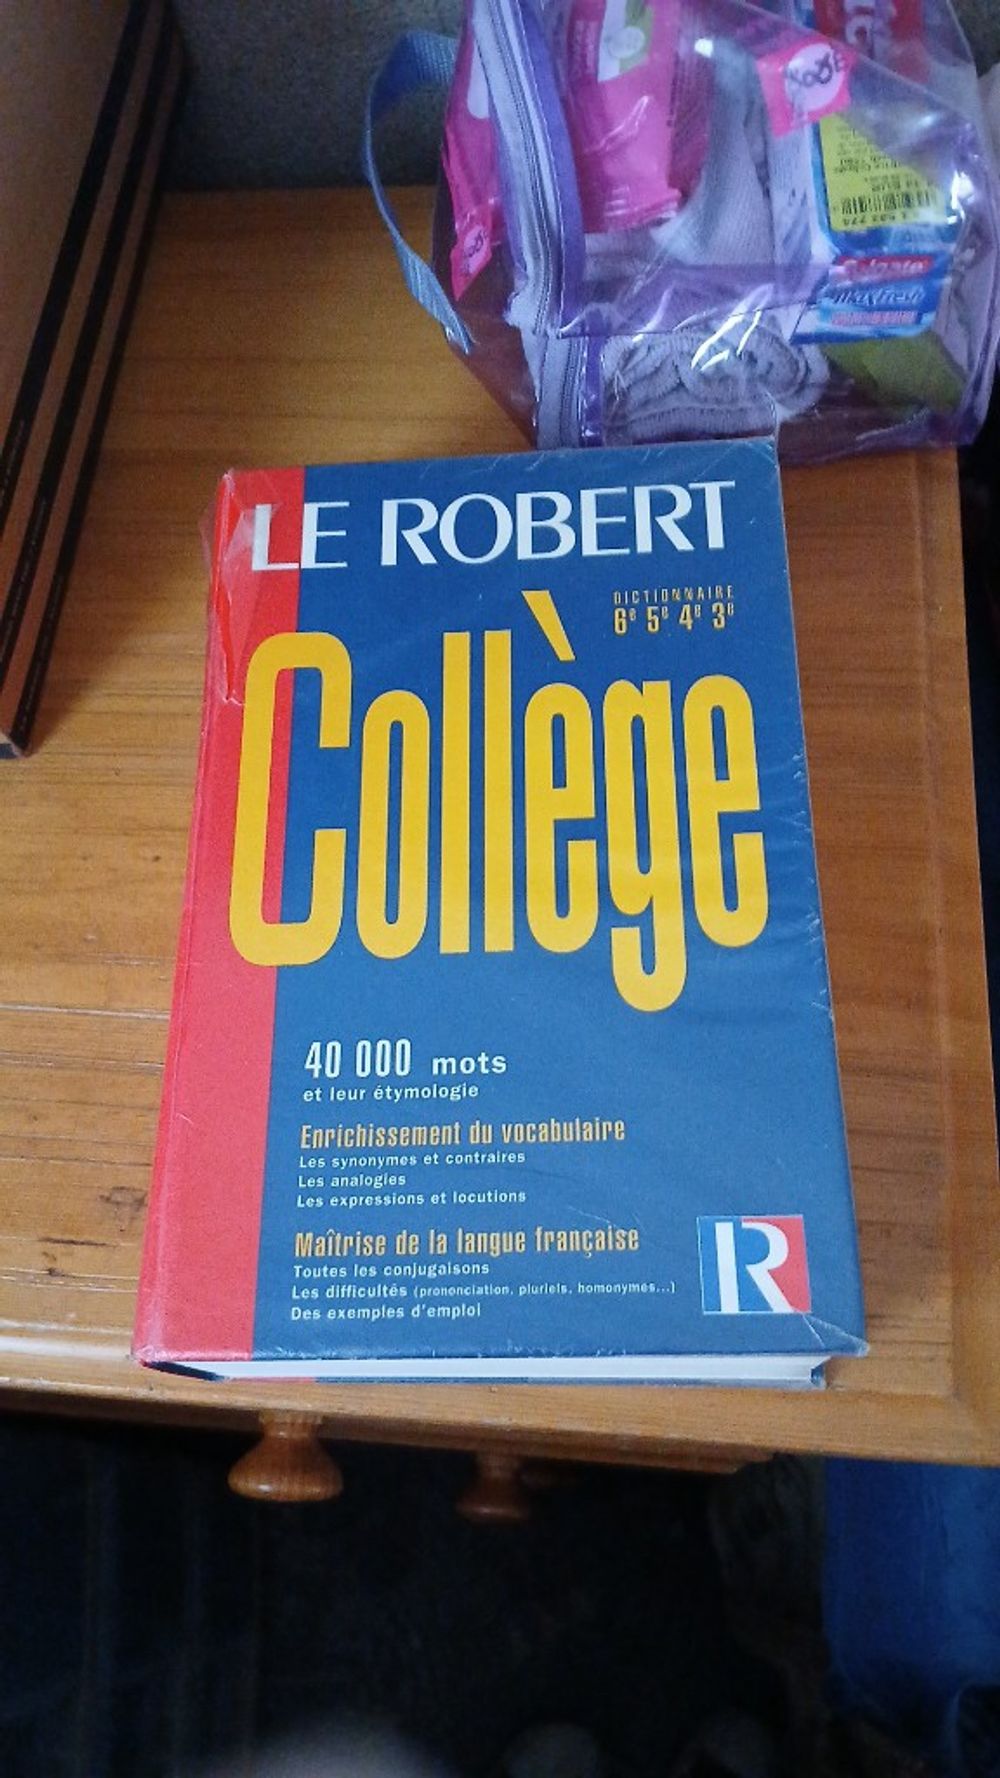 LE ROBERT
DICTIONNAIRE
6e 5e 4e 3e
Collège
40 000 mots
et leur étymologie
Enrichissement du vocabulaire
Les synonymes et contraires
Les analogies
Les expressions et locutions
Maîtrise de la langue française
Toutes les conjugaisons
Les difficultés (prononciation, pluriels, homonymes...)
Des exemples d'emploi
R
Colgate
MaxFresh